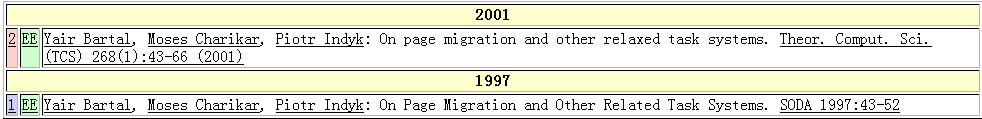 2001
2 EE Yair Bartal, Moses Charikar, Piotr Indyk: On page migration and other relaxed task systems. Theor. Comput. Sci.
(TCS) 268(1):43-66 (2001)
1997
1 EE Yair Bartal, Moses Charikar, Piotr Indyk: On Page Migration and Other Related Task Systems. SODA 1997:43-52